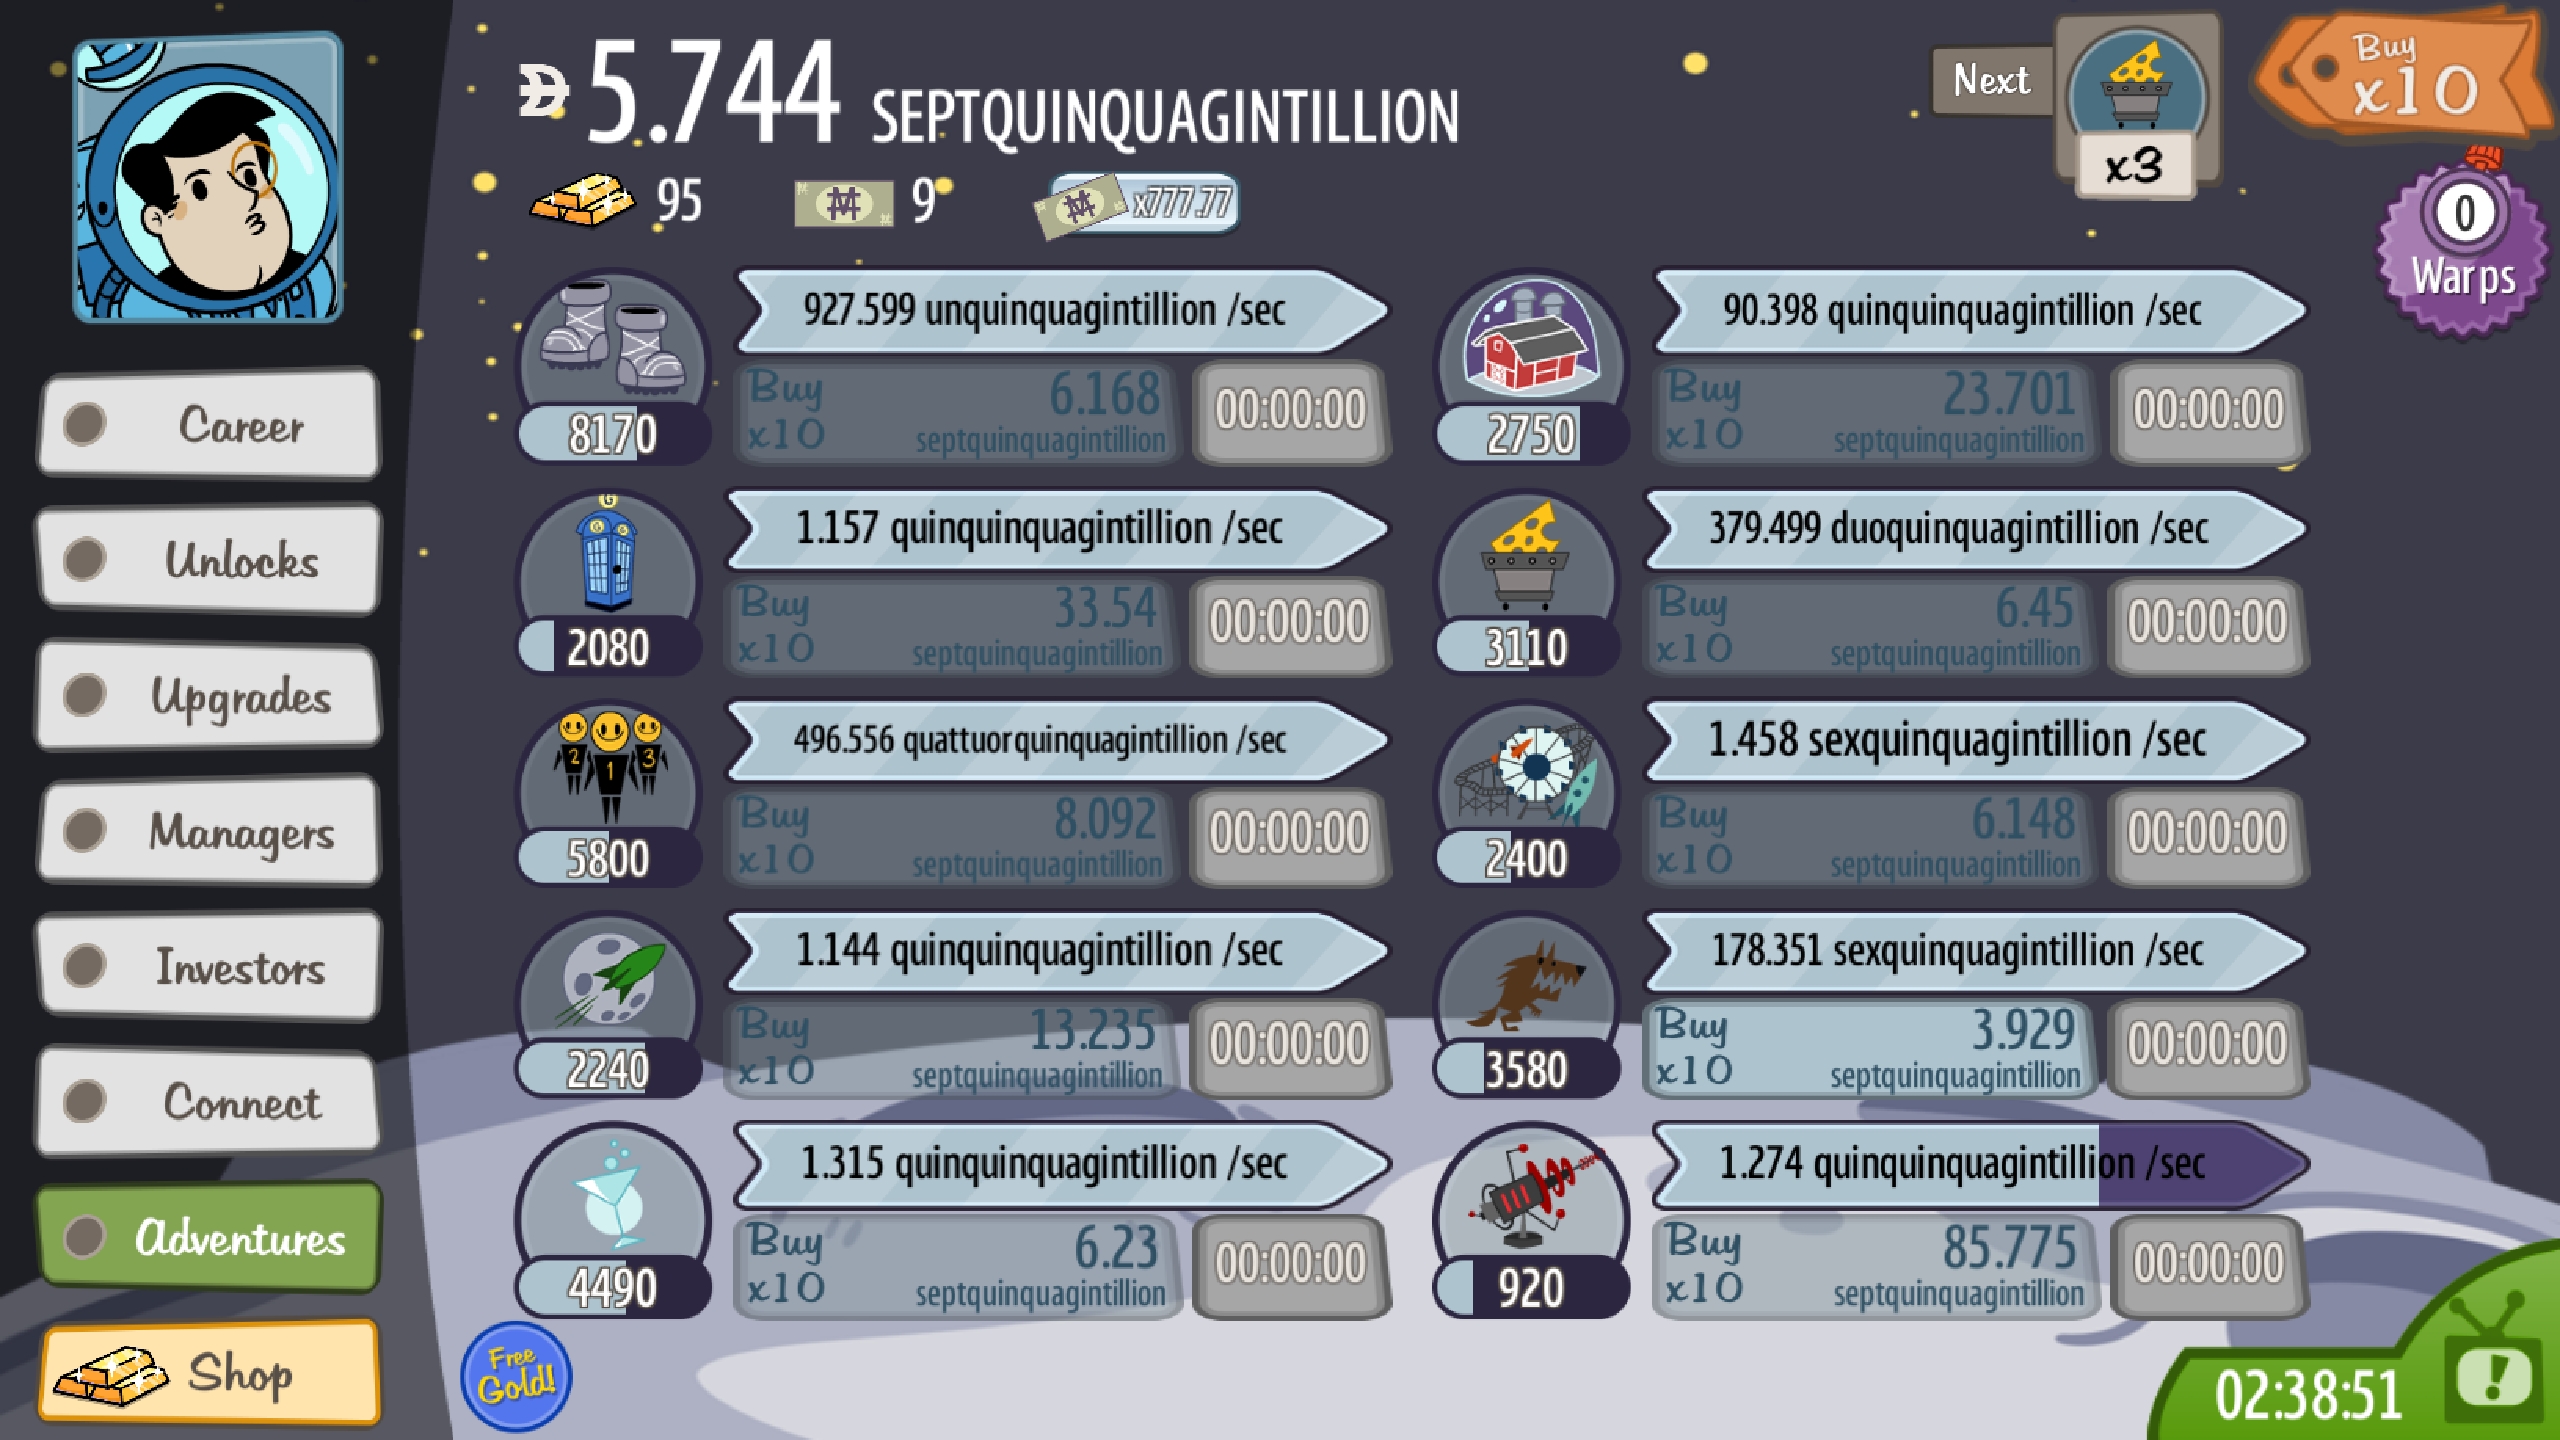 5.744 SEPTQUINQUAGINTILLION
Next
x3
Buy
x10
95
9
x777.77
0
Warps
Career
Unlocks
Upgrades
Managers
Investors
Connect
Adventures
Shop
927.599 unquinquagintillion /sec
Buy 6.168
x10 septquinquagintillion
00:00:00
8170
G
1.157 quinquinquagintillion /sec
Buy 33.54
x10 septquinquagintillion
00:00:00
2080
2 1 3
496.556 quattuorquinquagintillion /sec
Buy 8.092
x10 septquinquagintillion
00:00:00
5800
1.144 quinquinquagintillion /sec
Buy 13.235
x10 septquinquagintillion
00:00:00
2240
1.315 quinquinquagintillion /sec
Buy 6.23
x10 septquinquagintillion
00:00:00
4490
90.398 quinquinquagintillion /sec
Buy 23.701
x10 septquinquagintillion
00:00:00
2750
379.499 duoquinquagintillion /sec
Buy 6.45
x10 septquinquagintillion
00:00:00
3110
1.458 sexquinquagintillion /sec
Buy 6.148
x10 septquinquagintillion
00:00:00
2400
178.351 sexquinquagintillion /sec
Buy 3.929
x10 septquinquagintillion
00:00:00
3580
1.274 quinquinquagintillion /sec
Buy 85.775
x10 septquinquagintillion
00:00:00
920
Free
Gold!
02:38:51
!